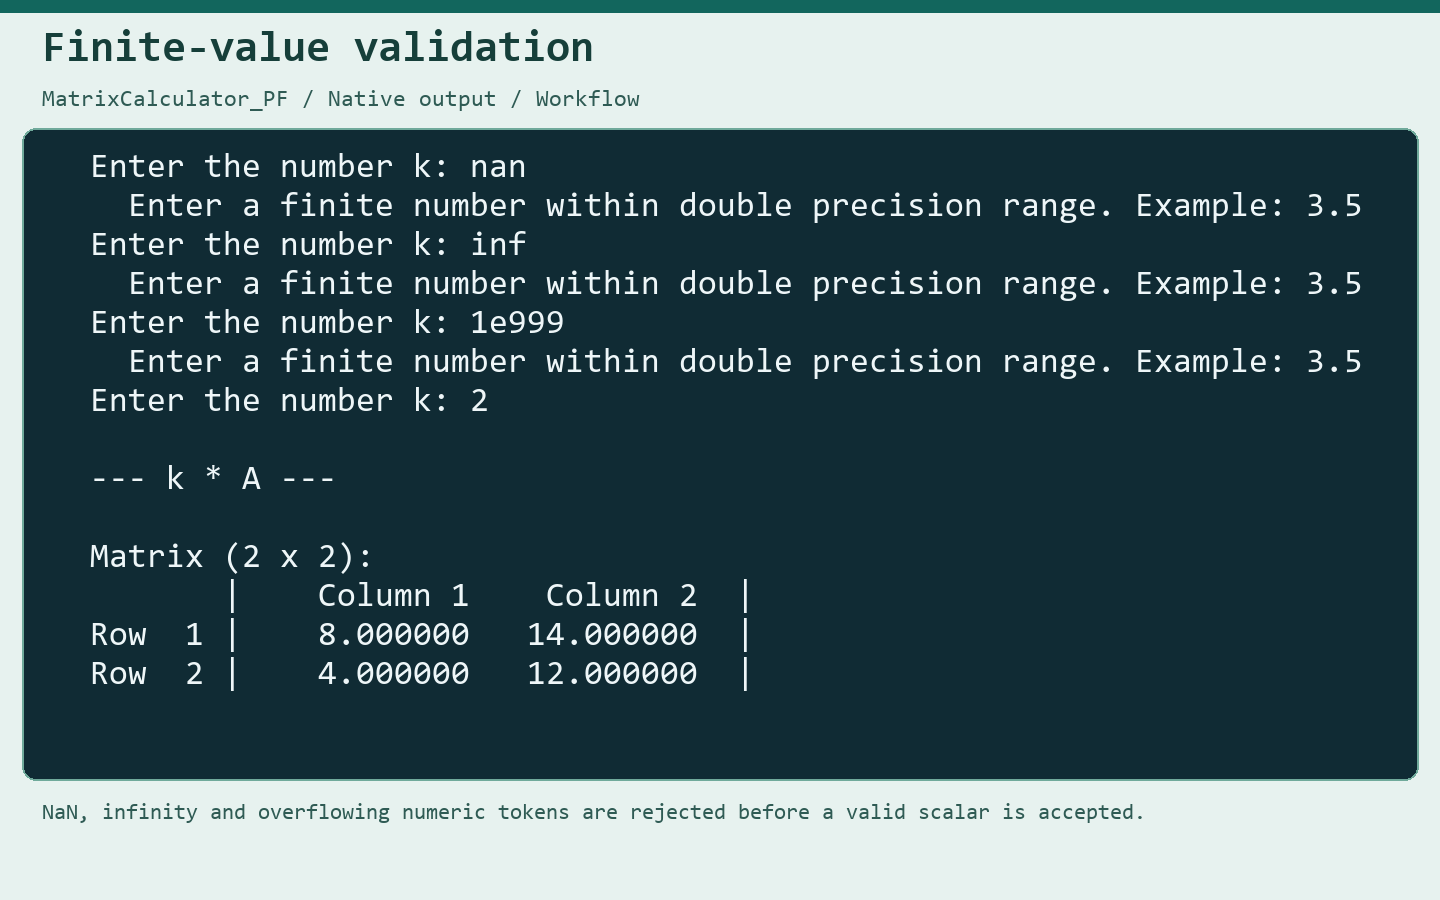 Finite-value validation
MatrixCalculator_PF / Native output / Workflow
Enter the number k: nan
  Enter a finite number within double precision range. Example: 3.5
Enter the number k: inf
  Enter a finite number within double precision range. Example: 3.5
Enter the number k: 1e999
  Enter a finite number within double precision range. Example: 3.5
Enter the number k: 2
--- k * A ---
Matrix (2 x 2):
       |    Column 1    Column 2  |
Row  1 |    8.000000   14.000000  |
Row  2 |    4.000000   12.000000  |
NaN, infinity and overflowing numeric tokens are rejected before a valid scalar is accepted.